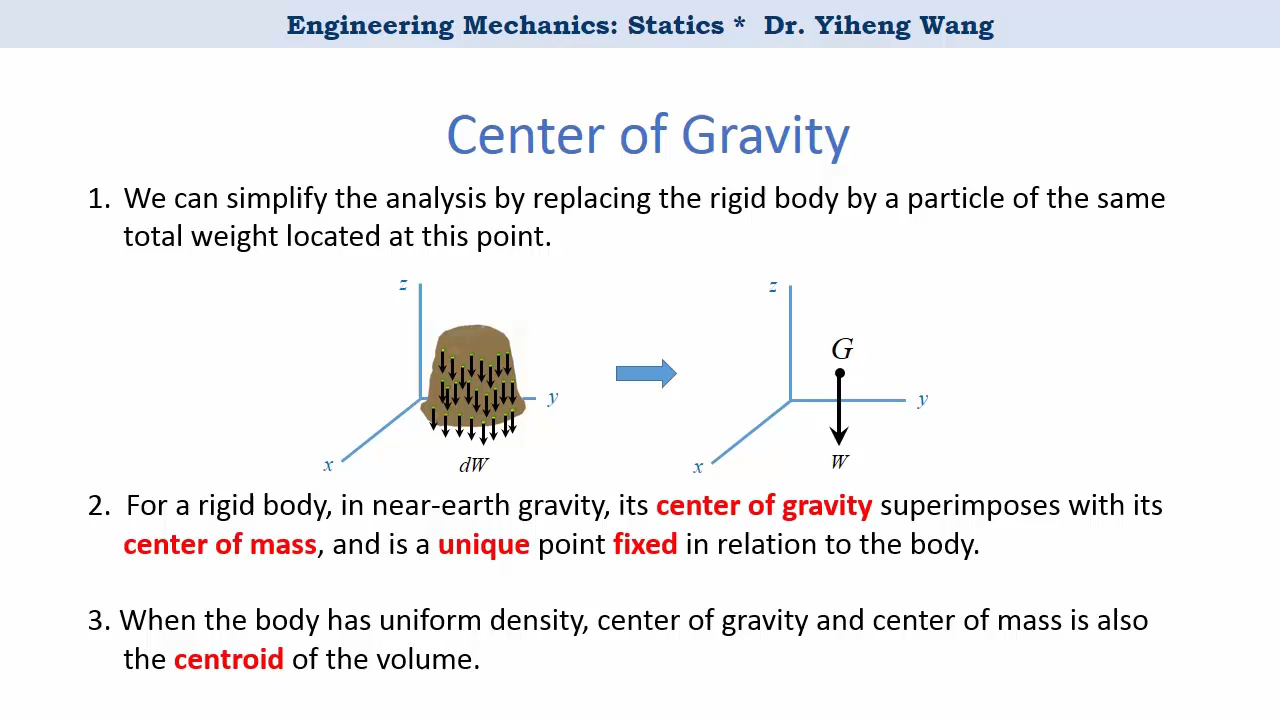 Engineering Mechanics: Statics * Dr. Yiheng Wang
Center of Gravity
1. We can simplify the analysis by replacing the rigid body by a particle of the same
total weight located at this point.
z
y
x
dW
z
G
y
x
W
2. For a rigid body, in near-earth gravity, its center of gravity superimposes with its
center of mass, and is a unique point fixed in relation to the body.
3. When the body has uniform density, center of gravity and center of mass is also
the centroid of the volume.